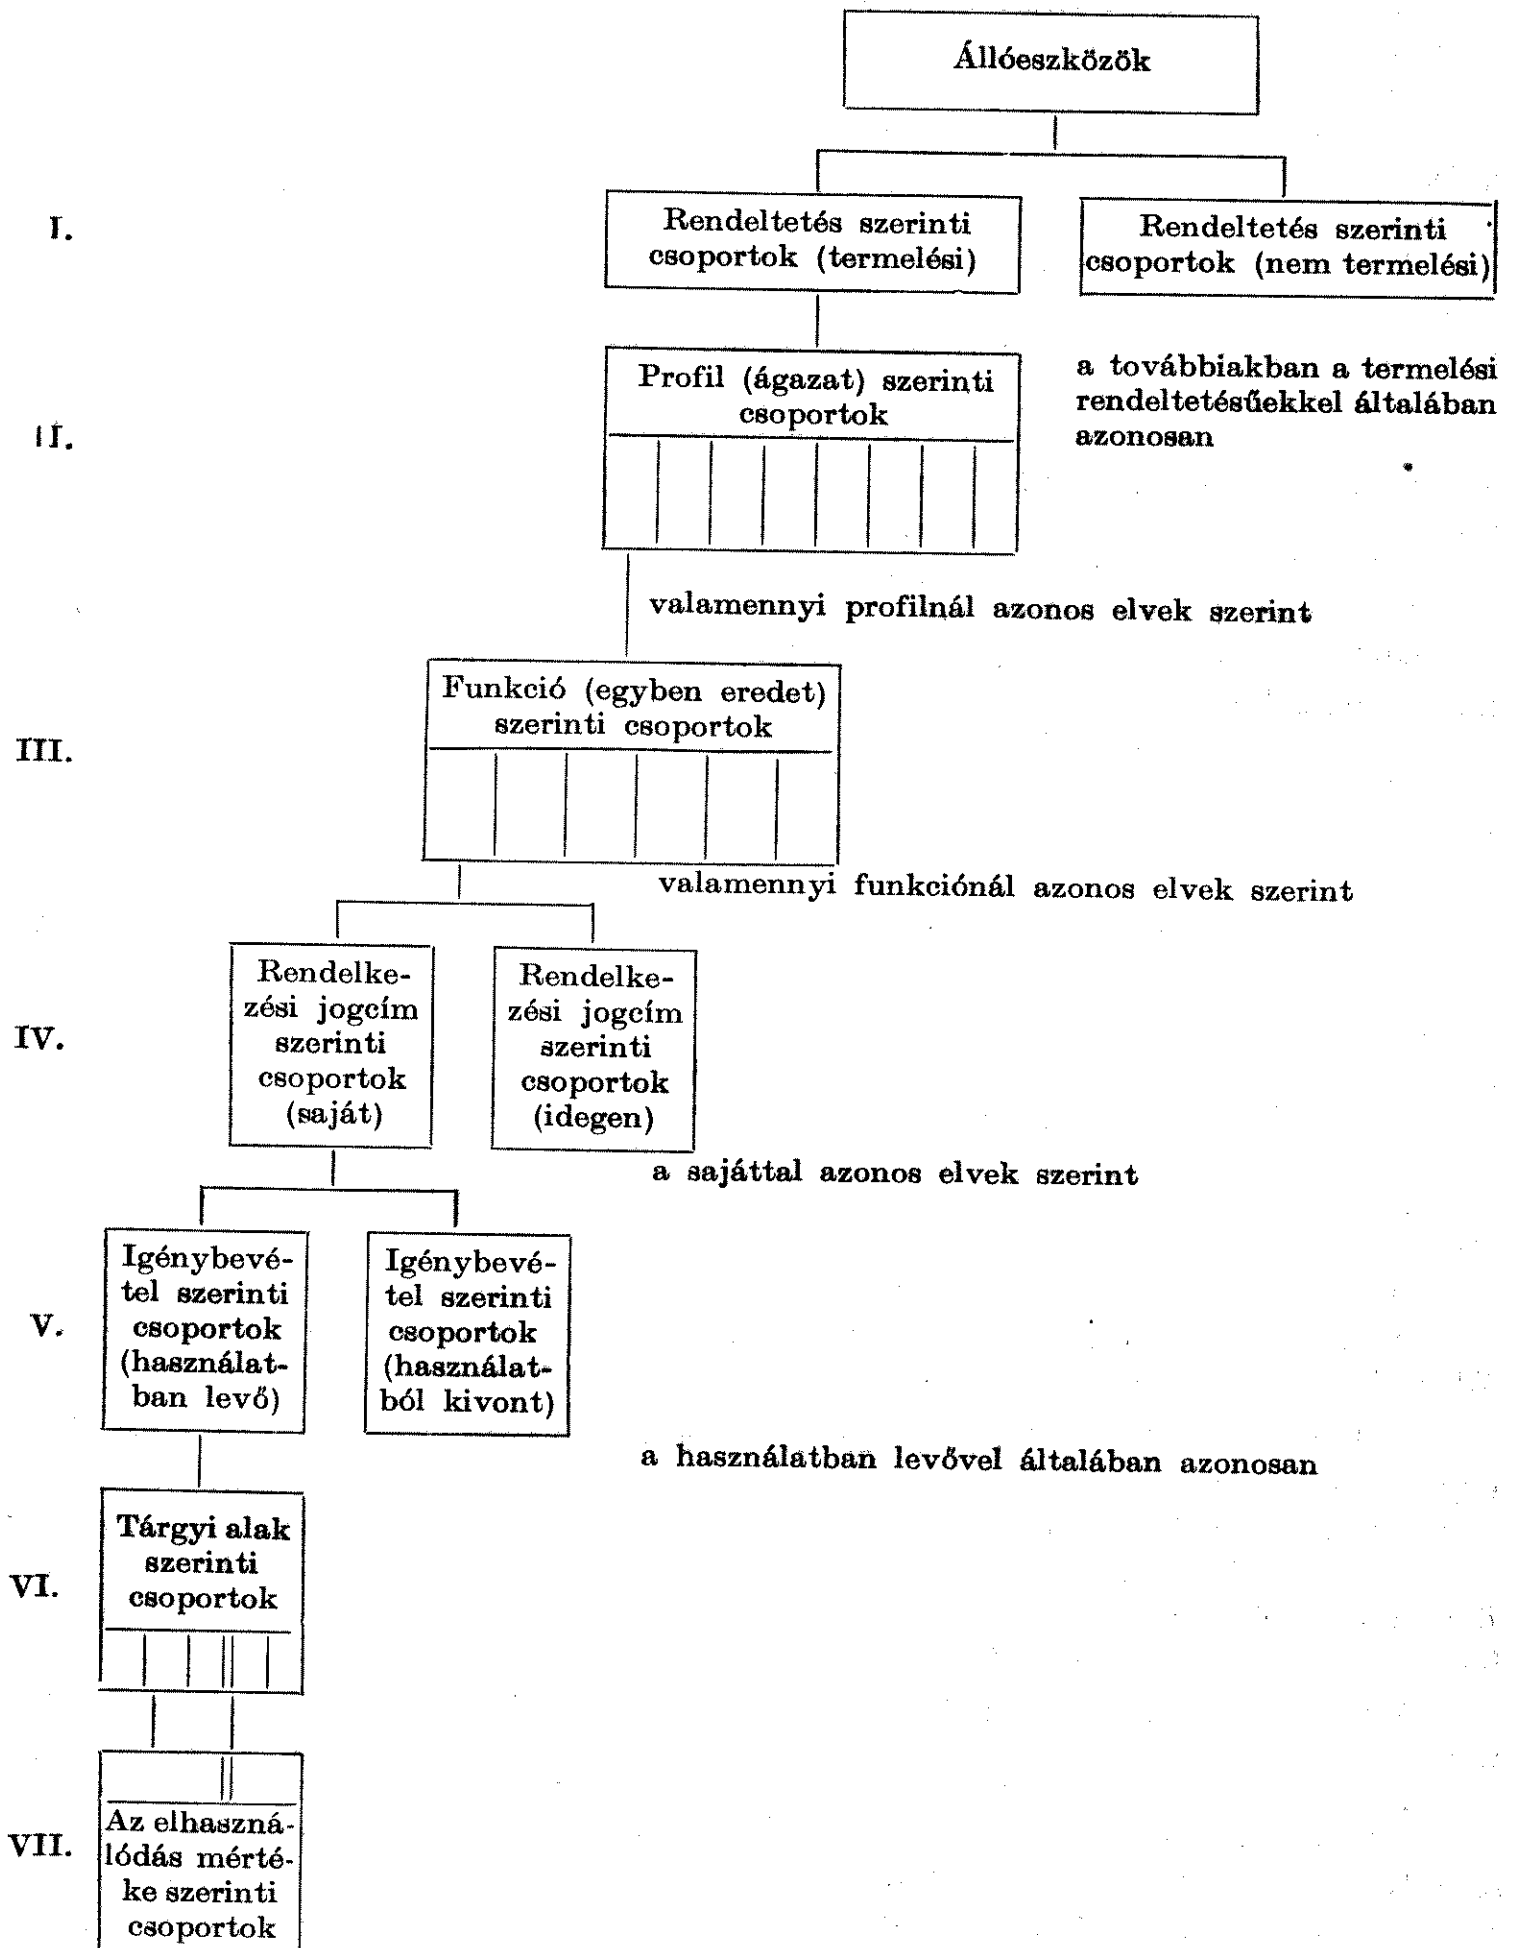 Állóeszközök
I.
Rendeltetés szerinti
csoportok (termelési)
Rendeltetés szerinti
csoportok (nem termelési)
II.
Profil (ágazat) szerinti
csoportok
a továbbiakban a termelési
rendeltetésűekkel általában
azonosan
valamennyi profilnál azonos elvek szerint
III.
Funkció (egyben eredet)
szerinti csoportok
valamennyi funkciónál azonos elvek szerint
IV.
Rendelke-
zési jogcím
szerinti
csoportok
(saját)
Rendelke-
zési jogcím
szerinti
csoportok
(idegen)
a sajáttal azonos elvek szerint
V.
Igénybevé-
tel szerinti
csoportok
(használat-
ban levő)
Igénybevé-
tel szerinti
csoportok
(használat-
ból kivont)
a használatban levővel általában azonosan
VI.
Tárgyi alak
szerinti
csoportok
VII.
Az elhaszná-
lódás mérté-
ke szerinti
csoportok